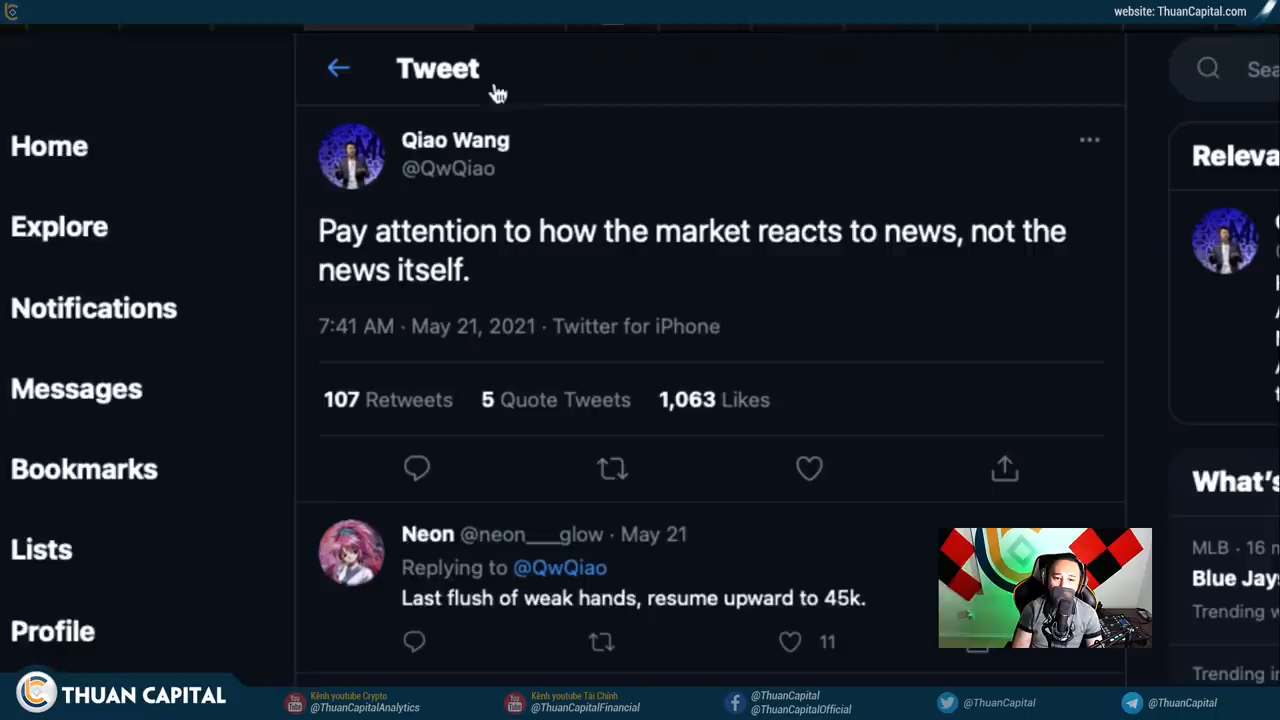 website: ThuanCapital.com
Tweet
Qiao Wang
@QwQiao
Pay attention to how the market reacts to news, not the
news itself.
7:41 AM · May 21, 2021 · Twitter for iPhone
107 Retweets 5 Quote Tweets 1,063 Likes
Neon @neon___glow · May 21
Replying to @QwQiao
Last flush of weak hands, resume upward to 45k.
11
Home
Explore
Notifications
Messages
Bookmarks
Lists
Profile
Sea
Releva
What's
MLB · 16 m
Blue Jay
Trending w
Trending i
THUAN CAPITAL
Kênh youtube Crypto
@ThuanCapitalAnalytics
Kênh youtube Tài Chính
@ThuanCapitalFinancial
@ThuanCapital
@ThuanCapitalOfficial
@ThuanCapital
@ThuanCapital